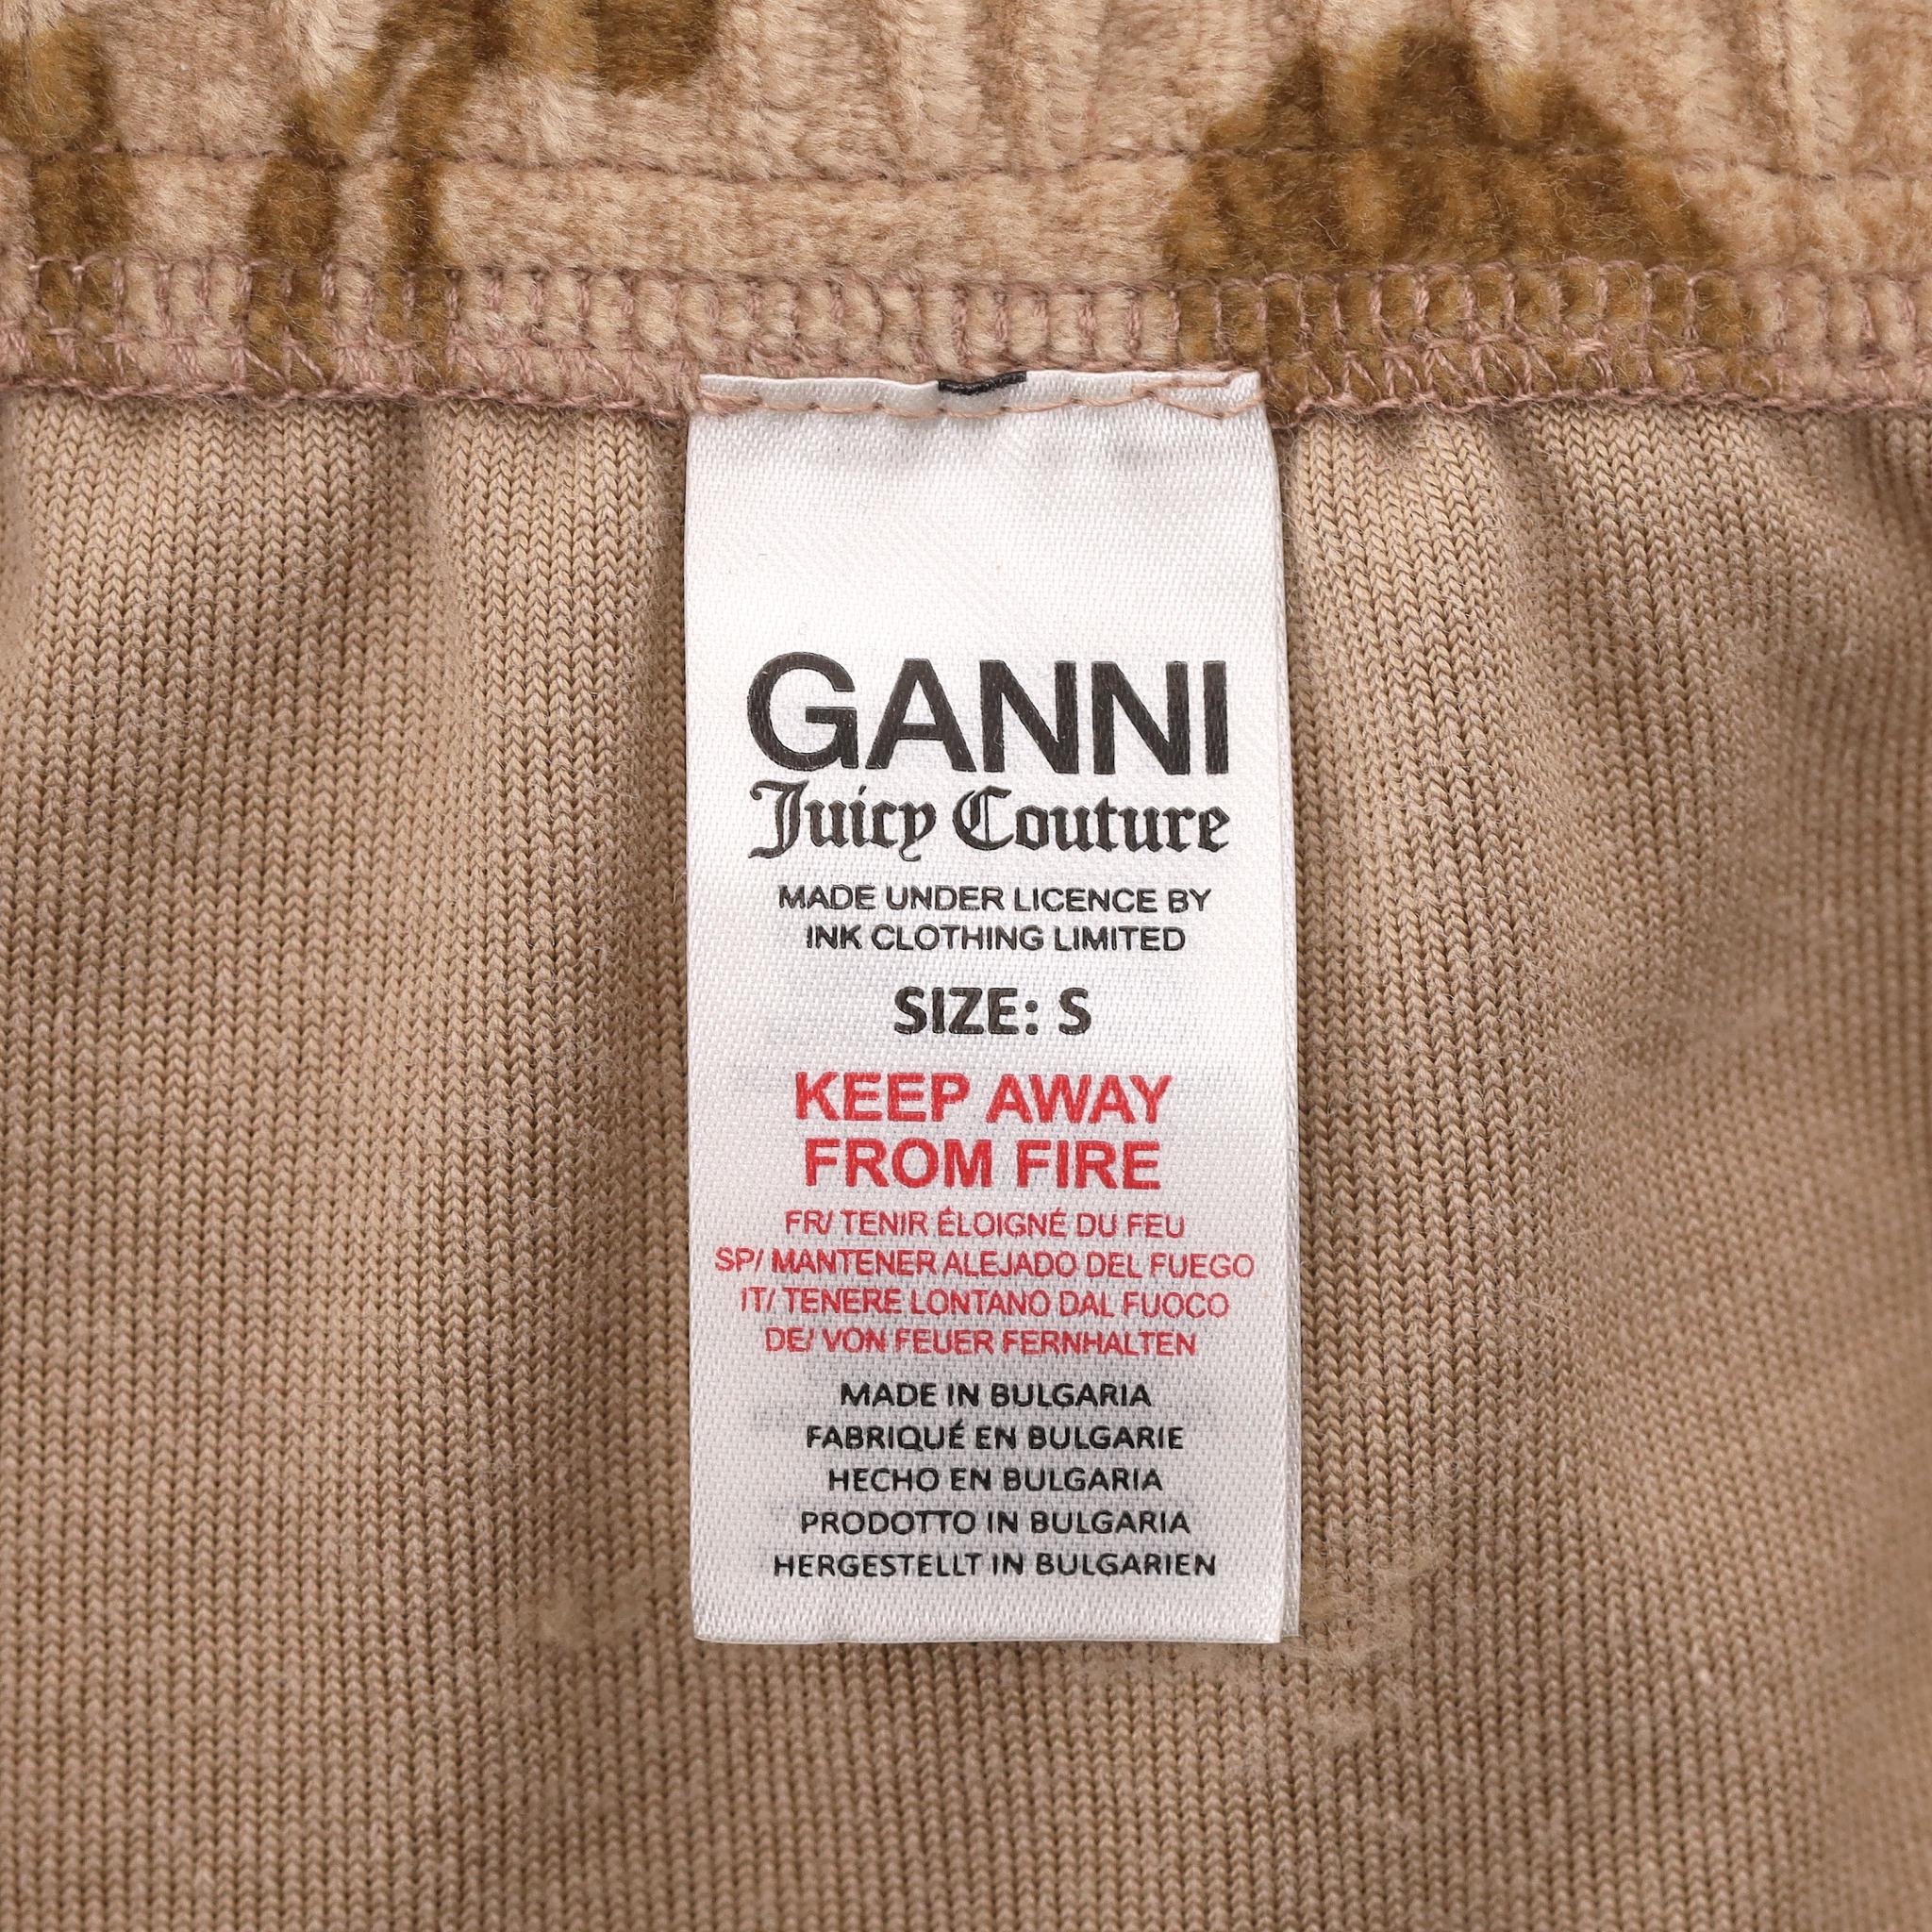 GANNI
Juicy Couture
MADE UNDER LICENCE BY
INK CLOTHING LIMITED
SIZE: S
KEEP AWAY
FROM FIRE
FR/ TENIR ÉLOIGNÉ DU FEU
SP/ MANTENER ALEJADO DEL FUEGO
IT/ TENERE LONTANO DAL FUOCO
DE/ VON FEUER FERNHALTEN
MADE IN BULGARIA
FABRIQUÉ EN BULGARIE
HECHO EN BULGARIA
PRODOTTO IN BULGARIA
HERGESTELLT IN BULGARIEN